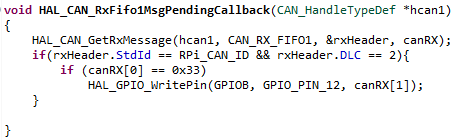 void HAL_CAN_RxFifo1MsgPendingCallback(CAN_HandleTypeDef *hcan1)
{
    HAL_CAN_GetRxMessage(hcan1, CAN_RX_FIFO1, &rxHeader, canRX);
    if(rxHeader.StdId == RPi_CAN_ID && rxHeader.DLC == 2){
        if (canRX[0] == 0x33)
            HAL_GPIO_WritePin(GPIOB, GPIO_PIN_12, canRX[1]);
    }
}